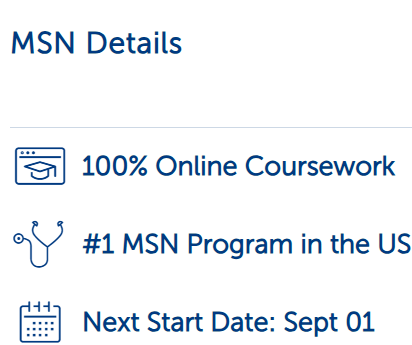 MSN Details
100% Online Coursework
#1 MSN Program in the US
Next Start Date: Sept 01